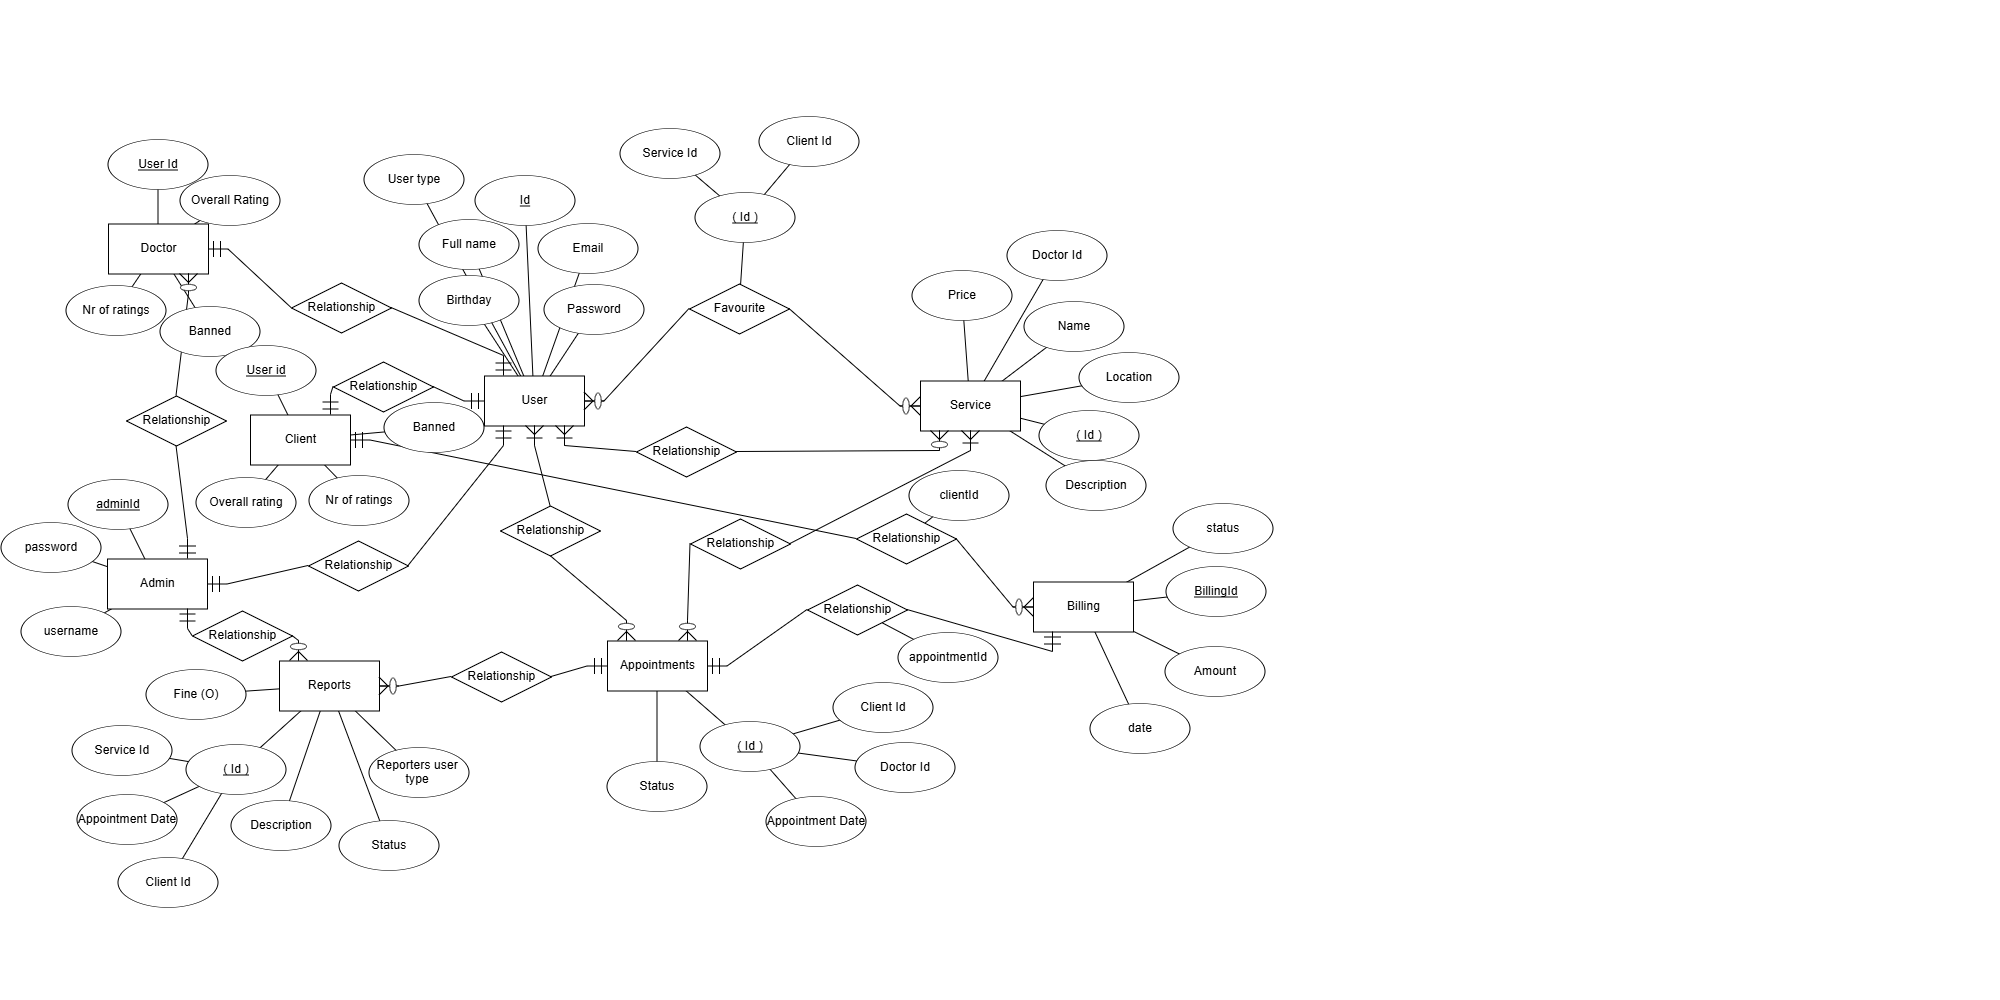 Client Id
Service Id
User Id
User type
Overall Rating
Id
( Id )
Full name
Email
Doctor
Doctor Id
Birthday
Price
Relationship
Favourite
Password
Nr of ratings
Name
Banned
User id
Location
Relationship
User
Service
Relationship
Banned
( Id )
Client
Relationship
Description
clientId
Nr of ratings
Overall rating
adminId
status
Relationship
Relationship
Relationship
password
Relationship
Admin
BillingId
Billing
Relationship
username
Relationship
appointmentId
Appointments
Amount
Relationship
Reports
Fine (O)
Client Id
date
( Id )
Service Id
Doctor Id
Reporters user
type
( Id )
Status
Appointment Date
Appointment Date
Description
Status
Client Id